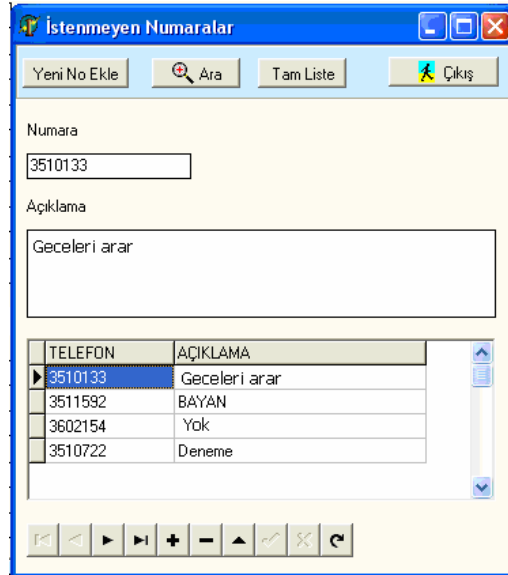 İstenmeyen Numaralar
Yeni No Ekle Ara Tam Liste Çıkış
Numara
3510133
Açıklama
Geceleri arar
TELEFON AÇIKLAMA
3510133 Geceleri arar
3511592 BAYAN
3602154 Yok
3510722 Deneme